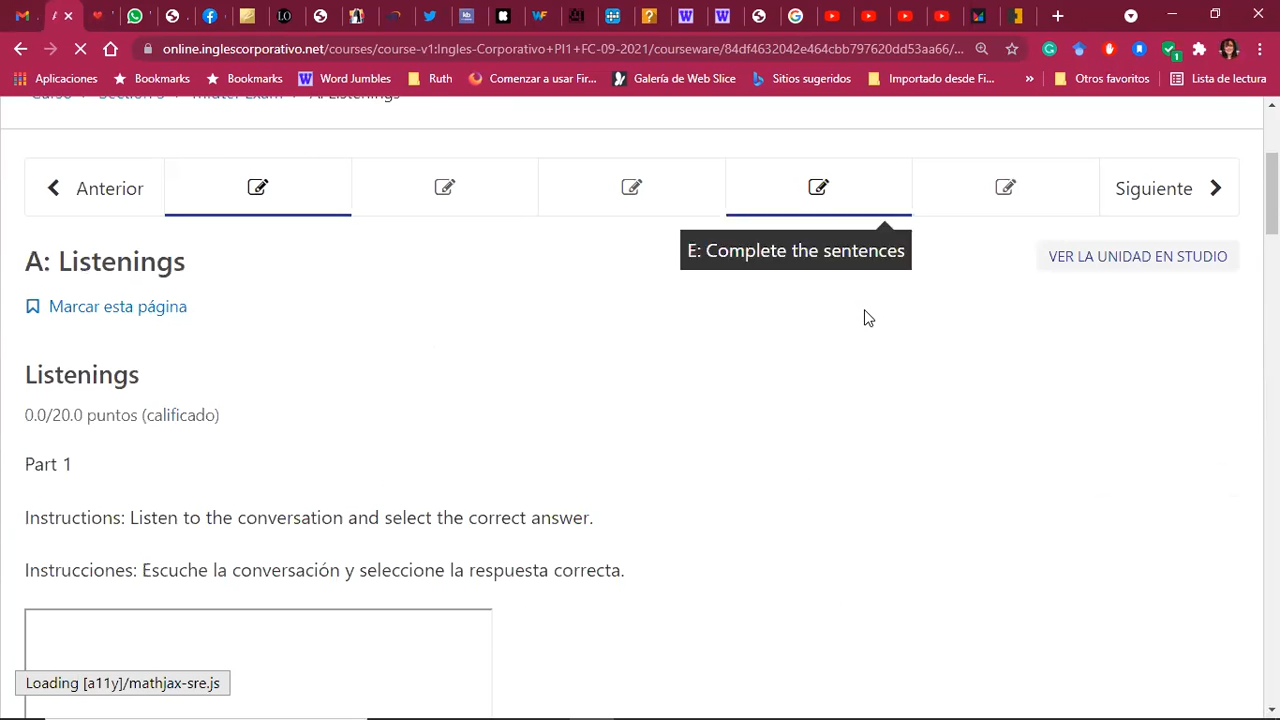 online.inglescorporativo.net/courses/course-v1:Ingles-Corporativo+PI1+FC-09-2021/courseware/84df4632042e464cbb797620dd53aa66/...
Aplicaciones
Bookmarks
Bookmarks
Word Jumbles
Ruth
Comenzar a usar Fir...
Galería de Web Slice
Sitios sugeridos
Importado desde Fi...
»
Otros favoritos
Lista de lectura
Anterior
Siguiente
A: Listenings
E: Complete the sentences
VER LA UNIDAD EN STUDIO
Marcar esta página
Listenings
0.0/20.0 puntos (calificado)
Part 1
Instructions: Listen to the conversation and select the correct answer.
Instrucciones: Escuche la conversación y seleccione la respuesta correcta.
Loading [a11y]/mathjax-sre.js